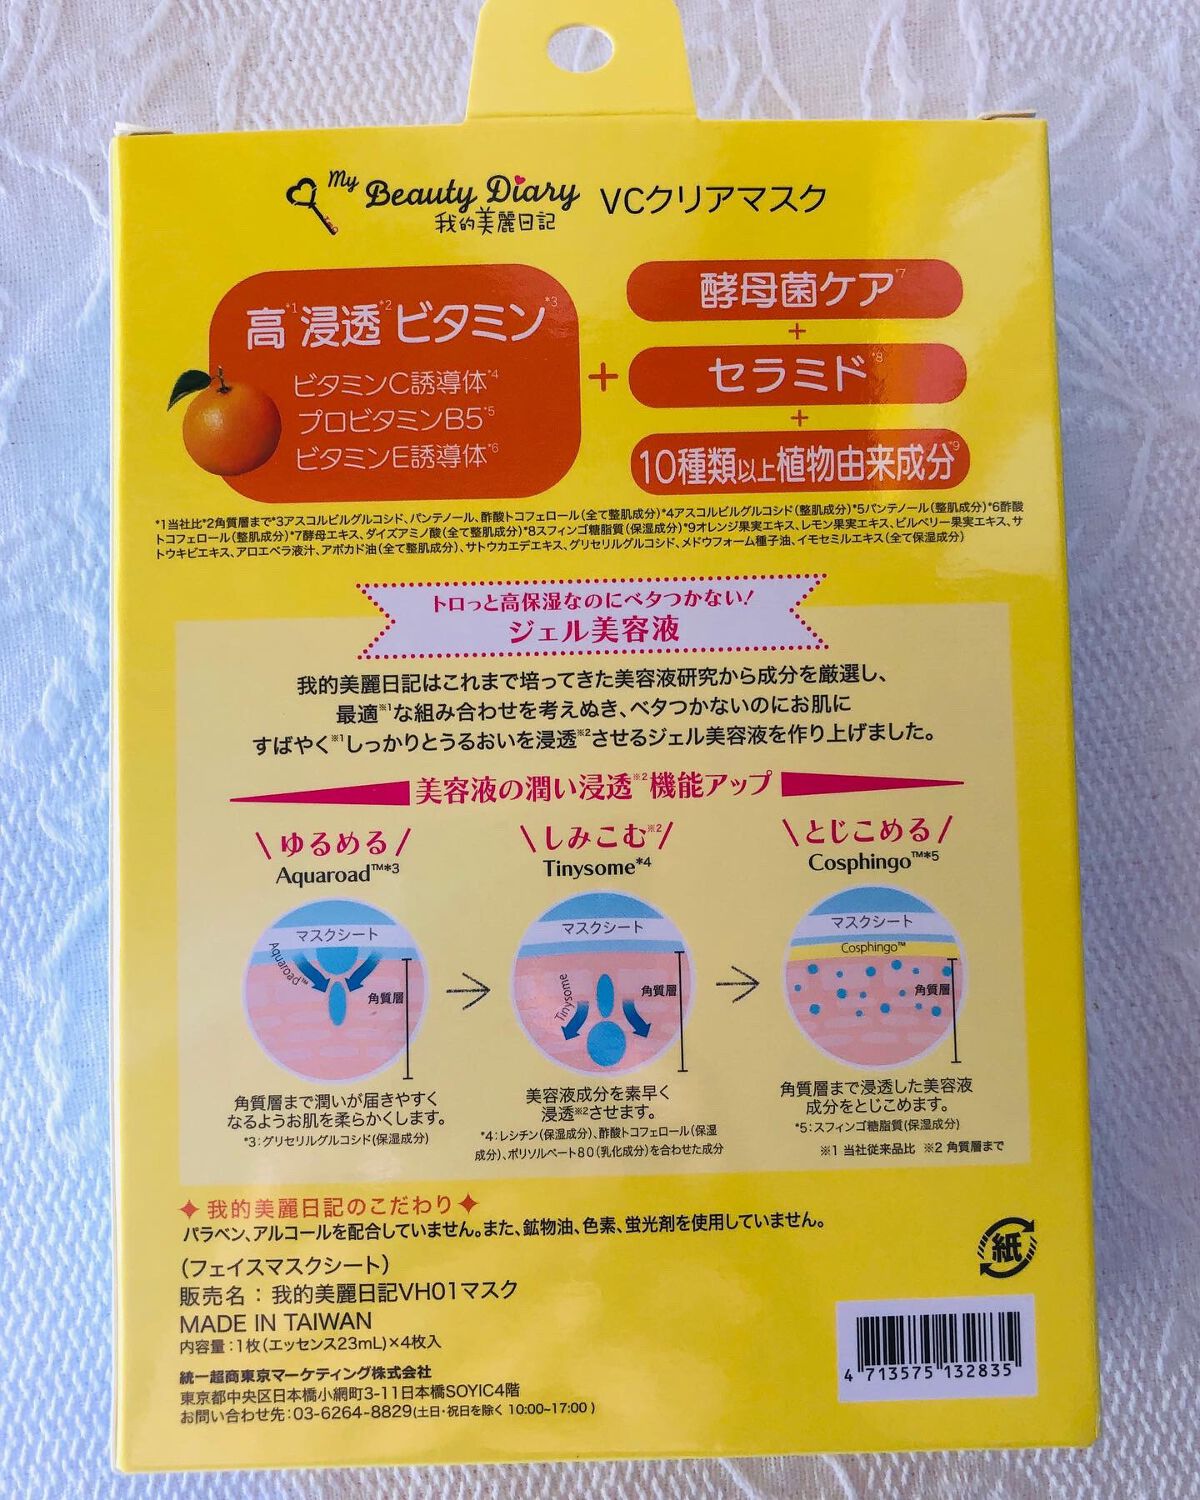 My Beauty Diary VCクリアマスク
我的美麗日記
高*1浸透*2ビタミン*3
ビタミンC誘導体*4
プロビタミンB5*5
ビタミンE誘導体*6
+
酵母菌ケア*7
+
セラミド*8
+
10種類以上植物由来成分*9
*1当社比*2角質層まで*3アスコルビルグルコシド、パンテノール、酢酸トコフェロール(全て整肌成分)*4アスコルビルグルコシド(整肌成分)*5パンテノール(整肌成分)*6酢酸
トコフェロール(整肌成分)*7酵母エキス、ダイズアミノ酸(全て整肌成分)*8スフィンゴ糖脂質(保湿成分)*9オレンジ果実エキス、レモン果実エキス、ビルベリー果実エキス、サ
トウキビエキス、アロエベラ液汁、アボカド油(全て整肌成分)、サトウカエデエキス、グリセリルグルコシド、メドウフォーム種子油、イモセミルエキス(全て保湿成分)
トロっと高保湿なのにベタつかない!
ジェル美容液
我的美麗日記はこれまで培ってきた美容液研究から成分を厳選し、
最適※1な組み合わせを考えぬき、ベタつかないのにお肌に
すばやく※1しっかりとうるおいを浸透※2させるジェル美容液を作り上げました。
美容液の潤い浸透※2機能アップ
\ゆるめる/
Aquaroad™*3
マスクシート
Aquaroad™
角質層
角質層まで潤いが届きやすく
なるようお肌を柔らかくします。
*3:グリセリルグルコシド(保湿成分)
\しみこむ※2/
Tinysome*4
マスクシート
Tinysome
角質層
美容液成分を素早く
浸透※2させます。
*4:レシチン(保湿成分)、酢酸トコフェロール(保湿
成分)、ポリソルベート80(乳化成分)を合わせた成分
\とじこめる/
Cosphingo™*5
マスクシート
Cosphingo™
角質層
角質層まで浸透した美容液
成分をとじこめます。
*5:スフィンゴ糖脂質(保湿成分)
※1 当社従来品比 ※2 角質層まで
我的美麗日記のこだわり
パラベン、アルコールを配合していません。また、鉱物油、色素、蛍光剤を使用していません。
紙
(フェイスマスクシート)
販売名:我的美麗日記VH01マスク
MADE IN TAIWAN
内容量:1枚(エッセンス23mL)×4枚入
統一超商東京マーケティング株式会社
東京都中央区日本橋小網町3-11日本橋SOYIC4階
お問い合わせ先:03-6264-8829(土日・祝日を除く 10:00~17:00)
4 713575 132835